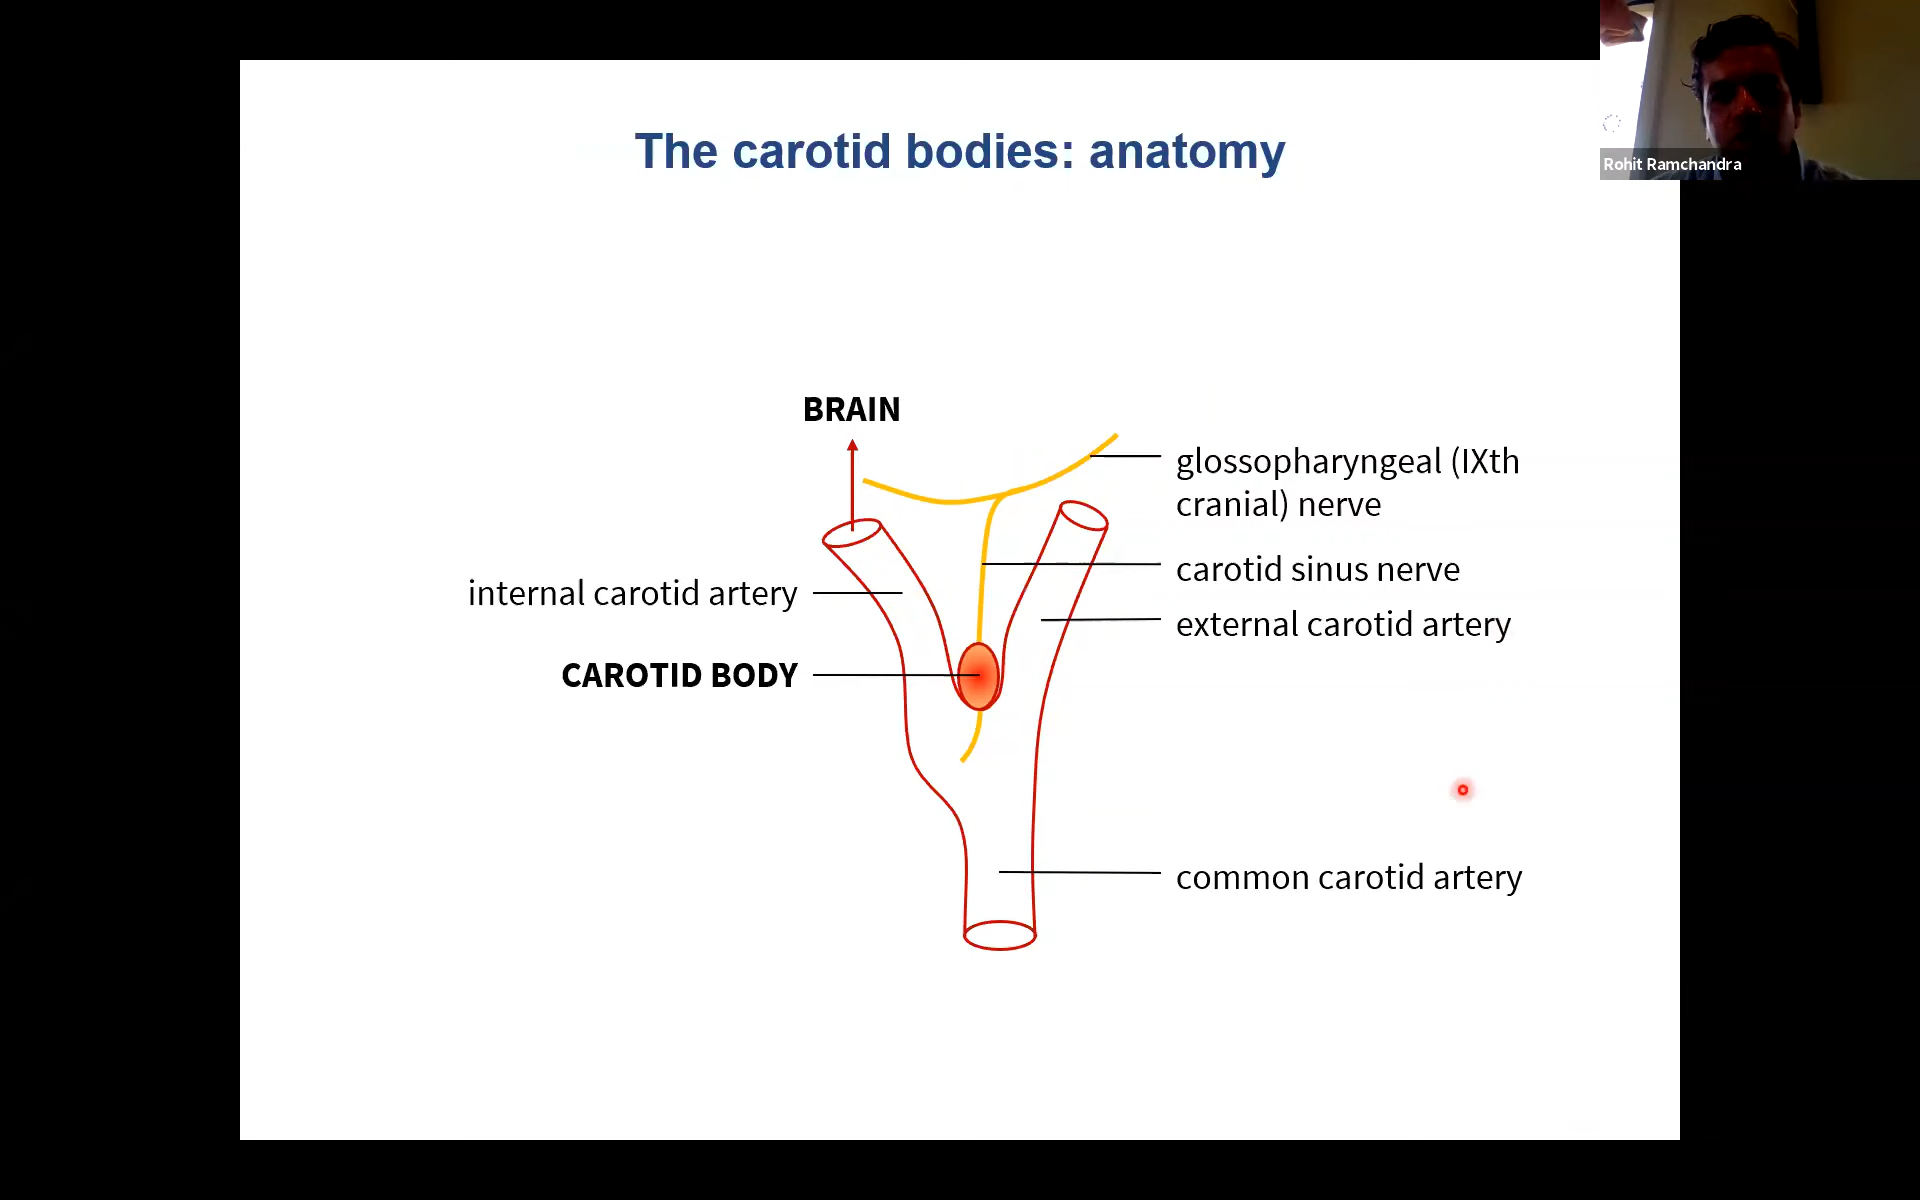 The carotid bodies: anatomy
Rohit Ramchandra
BRAIN
glossopharyngeal (IXth
cranial) nerve
carotid sinus nerve
internal carotid artery
external carotid artery
CAROTID BODY
common carotid artery